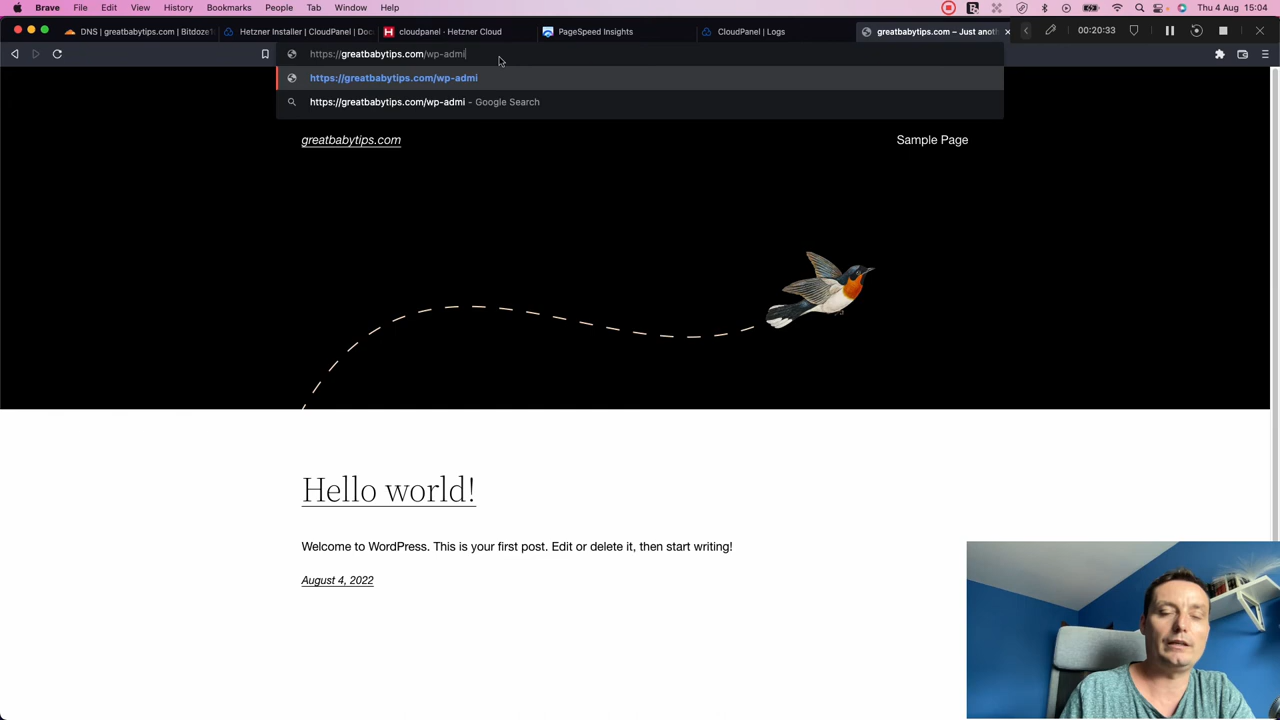 Brave File Edit View History Bookmarks People Tab Window Help Thu 4 Aug 15:04
DNS | greatbabytips.com | Bitdoze Hetzner Installer | CloudPanel | Doc cloudpanel - Hetzner Cloud PageSpeed Insights CloudPanel | Logs greatbabytips.com – Just anot 00:20:33
https://greatbabytips.com/wp-admi
https://greatbabytips.com/wp-admi
https://greatbabytips.com/wp-admi - Google Search
greatbabytips.com Sample Page
Hello world!
Welcome to WordPress. This is your first post. Edit or delete it, then start writing!
August 4, 2022